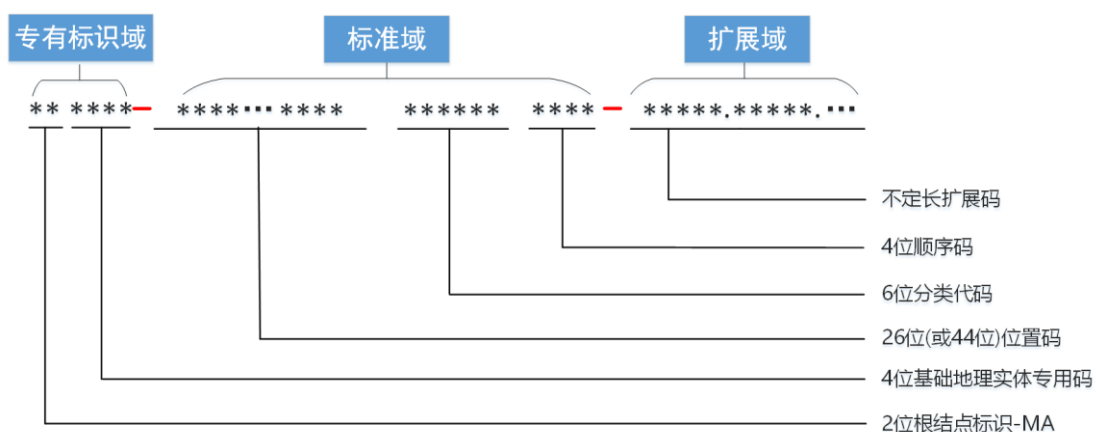 专有标识域 标准域 扩展域
** ****— ****···**** ****** ****— *****.*****.···
不定长扩展码
4位顺序码
6位分类代码
26位(或44位)位置码
4位基础地理实体专用码
2位根结点标识-MA